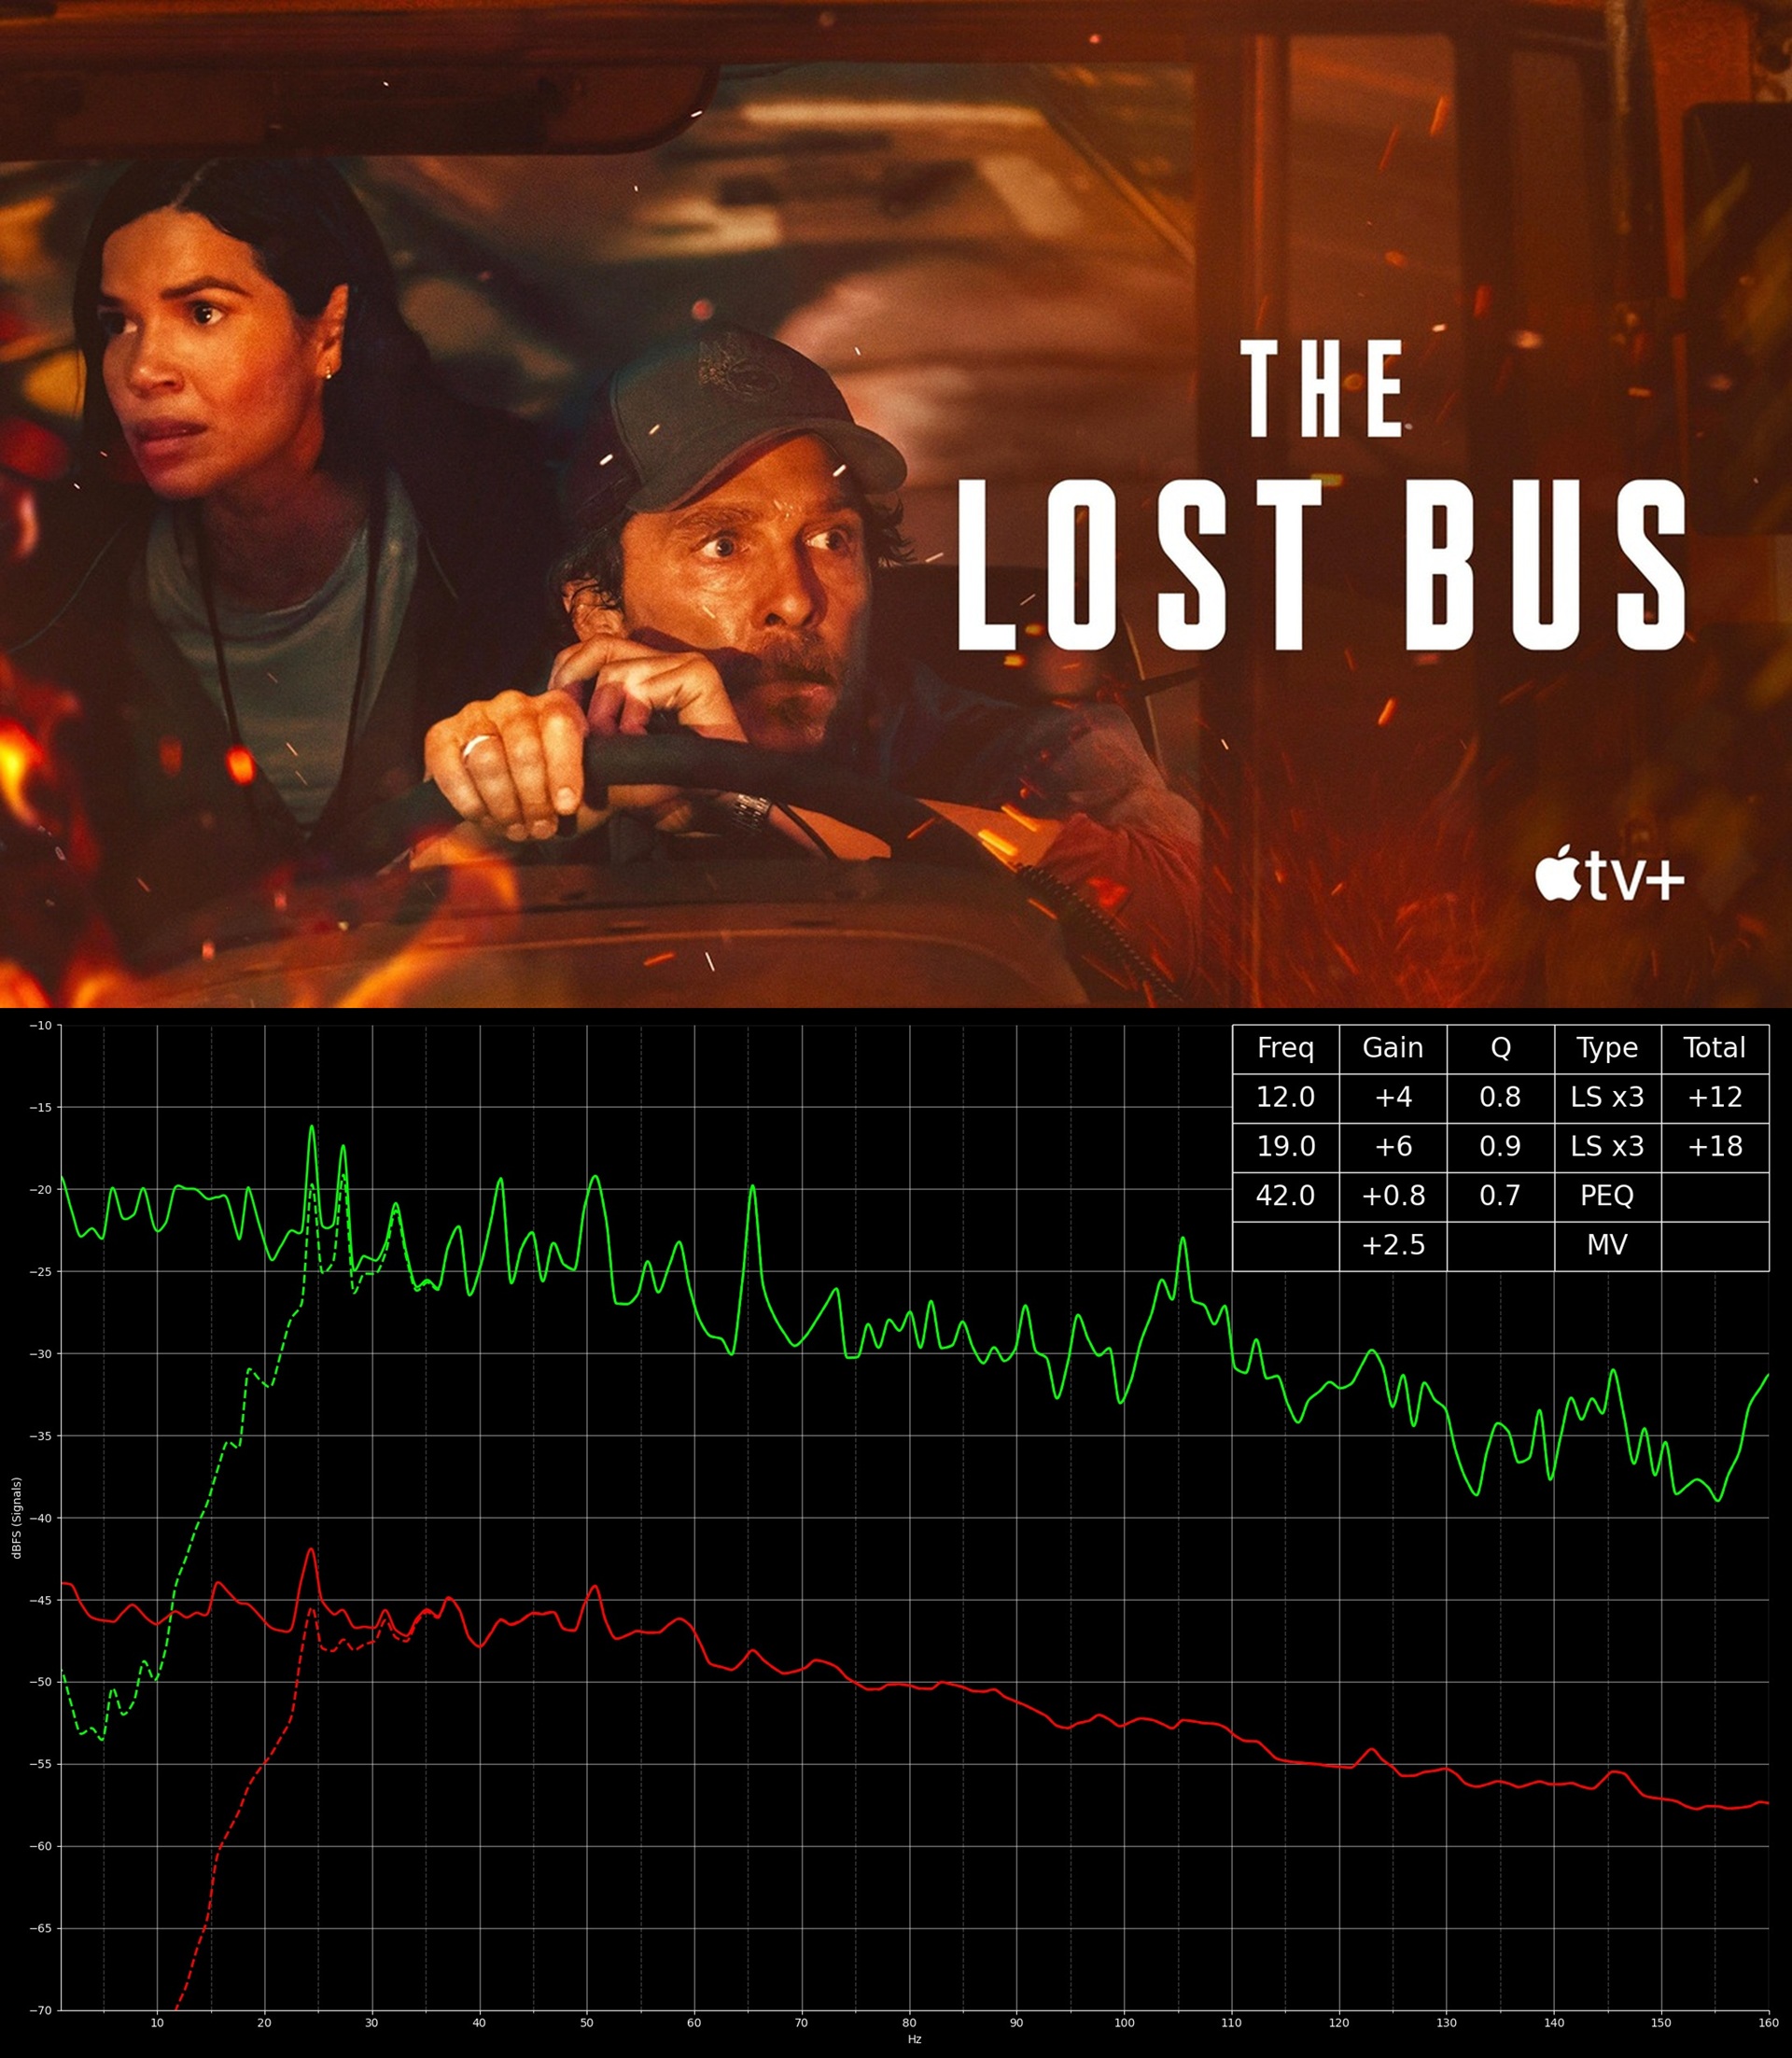 THE
LOST BUS
tv+
Freq Gain Q Type Total
12.0 +4 0.8 LS x3 +12
19.0 +6 0.9 LS x3 +18
42.0 +0.8 0.7 PEQ
+2.5 MV
−10
−15
−20
−25
−30
−35
−40
−45
−50
−55
−60
−65
−70
dBFS (Signals)
10 20 30 40 50 60 70 80 90 100 110 120 130 140 150 160
Hz